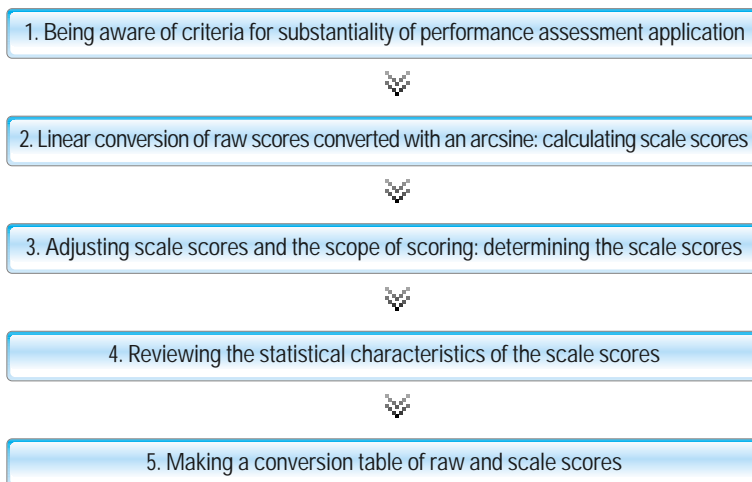 1. Being aware of criteria for substantiality of performance assessment application
2. Linear conversion of raw scores converted with an arcsine: calculating scale scores
3. Adjusting scale scores and the scope of scoring: determining the scale scores
4. Reviewing the statistical characteristics of the scale scores
5. Making a conversion table of raw and scale scores